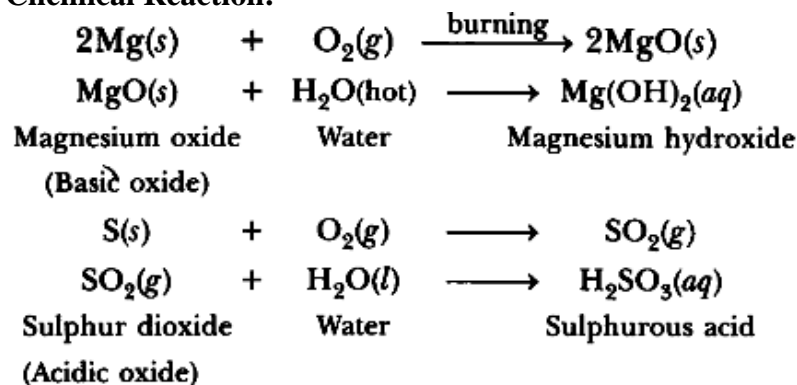 Chemical Reaction:
2Mg(s) + O₂(g) burning⟶ 2MgO(s)
MgO(s) + H₂O(hot) ⟶ Mg(OH)₂(aq)
Magnesium oxide Water Magnesium hydroxide
(Basic oxide)
S(s) + O₂(g) ⟶ SO₂(g)
SO₂(g) + H₂O(l) ⟶ H₂SO₃(aq)
Sulphur dioxide Water Sulphurous acid
(Acidic oxide)